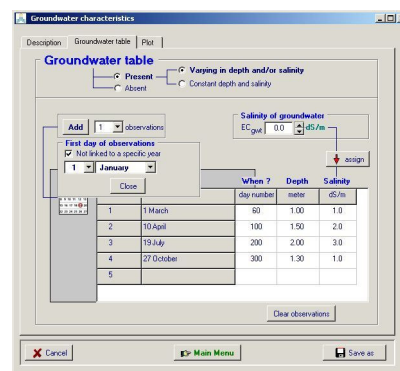 Groundwater characteristics
Description Groundwater table Plot
Groundwater table
Present
Absent
Varying in depth and/or salinity
Constant depth and salinity
Add 1 observations
Salinity of groundwater
EC gwt 0.0 dS/m
First day of observations
Not linked to a specific year
1 January
Close
assign
When ? Depth Salinity
day number meter dS/m
1 1 March 60 1.00 1.0
2 10 April 100 1.50 2.0
3 19 July 200 2.00 3.0
4 27 October 300 1.30 1.0
5
Clear observations
Cancel Main Menu Save as